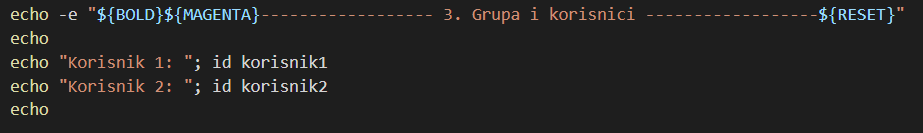 echo -e "${BOLD}${MAGENTA}------------------ 3. Grupa i korisnici ------------------${RESET}"
echo
echo "Korisnik 1: "; id korisnik1
echo "Korisnik 2: "; id korisnik2
echo